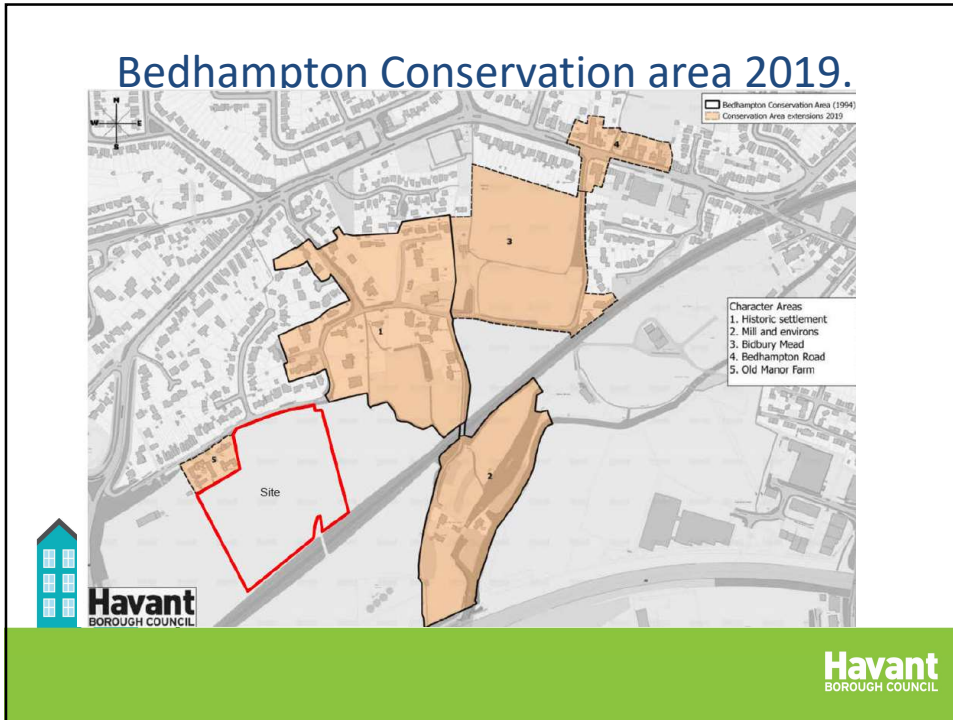 Bedhampton Conservation area 2019.
N
W E
S
Bedhampton Conservation Area (1994)
Conservation Area extensions 2019
4
3
Character Areas
1. Historic settlement
2. Mill and environs
3. Bidbury Mead
4. Bedhampton Road
5. Old Manor Farm
1
5
2
Site
Havant
BOROUGH COUNCIL
Havant
BOROUGH COUNCIL